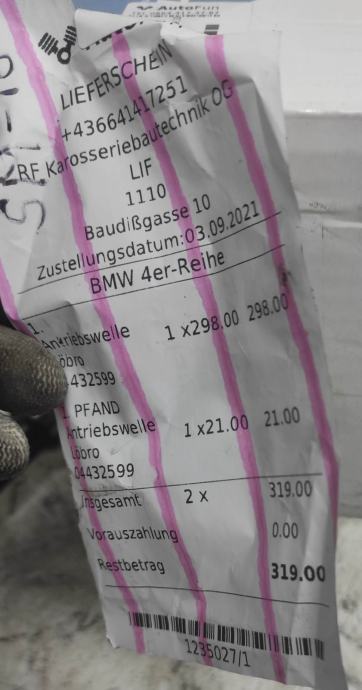 AutoFun
LIEFERSCHEIN
+436641417251
RF Karosseriebautechnik OG
LIF
1110
Baudißgasse 10
Zustellungsdatum:03.09.2021
BMW 4er-Reihe
1.
Antriebswelle 1 x298.00 298.00
Löbro
04432599
1. PFAND
Antriebswelle 1 x21.00 21.00
Löbro
04432599
Insgesamt 2 x 319.00
Vorauszahlung 0.00
Restbetrag 319.00
1235027/1